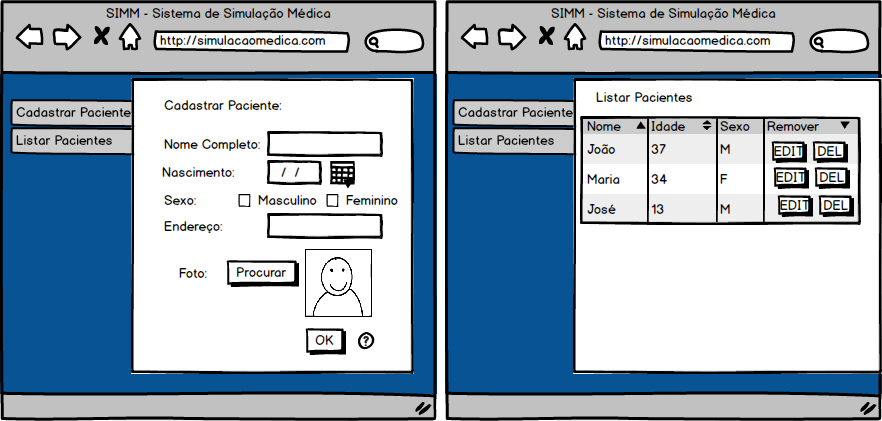 SIMM - Sistema de Simulação Médica
http://simulacaomedica.com
Cadastrar Paciente
Listar Pacientes
Cadastrar Paciente:
Nome Completo:
Nascimento: / /
Sexo: Masculino Feminino
Endereço:
Foto: Procurar
OK ?
SIMM - Sistema de Simulação Médica
http://simulacaomedica.com
Cadastrar Paciente
Listar Pacientes
Listar Pacientes
Nome Idade Sexo Remover
João 37 M EDIT DEL
Maria 34 F EDIT DEL
José 13 M EDIT DEL